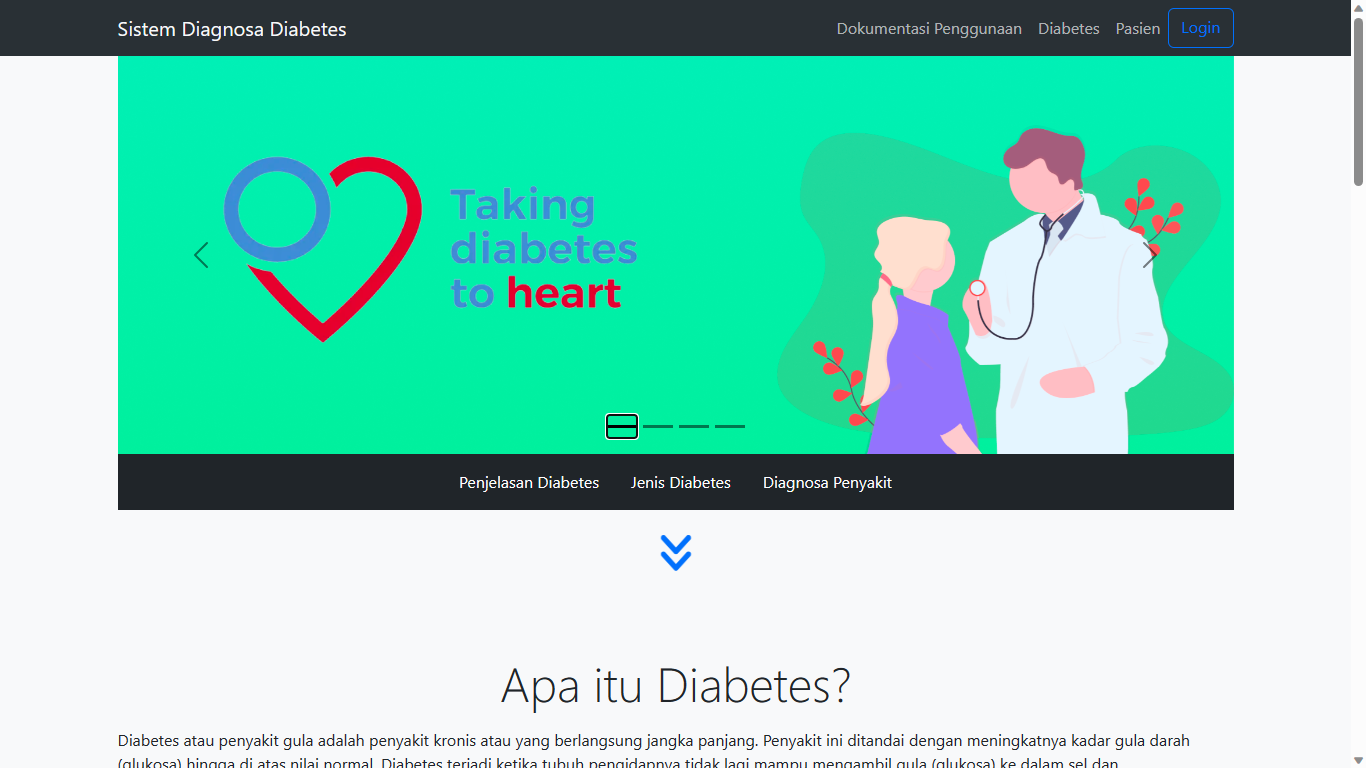 Sistem Diagnosa Diabetes
Dokumentasi Penggunaan Diabetes Pasien Login
Taking
diabetes
to heart
Penjelasan Diabetes Jenis Diabetes Diagnosa Penyakit
Apa itu Diabetes?
Diabetes atau penyakit gula adalah penyakit kronis atau yang berlangsung jangka panjang. Penyakit ini ditandai dengan meningkatnya kadar gula darah
(glukosa) hingga di atas nilai normal. Diabetes terjadi ketika tubuh pengidapnya tidak lagi mampu mengambil gula (glukosa) ke dalam sel dan